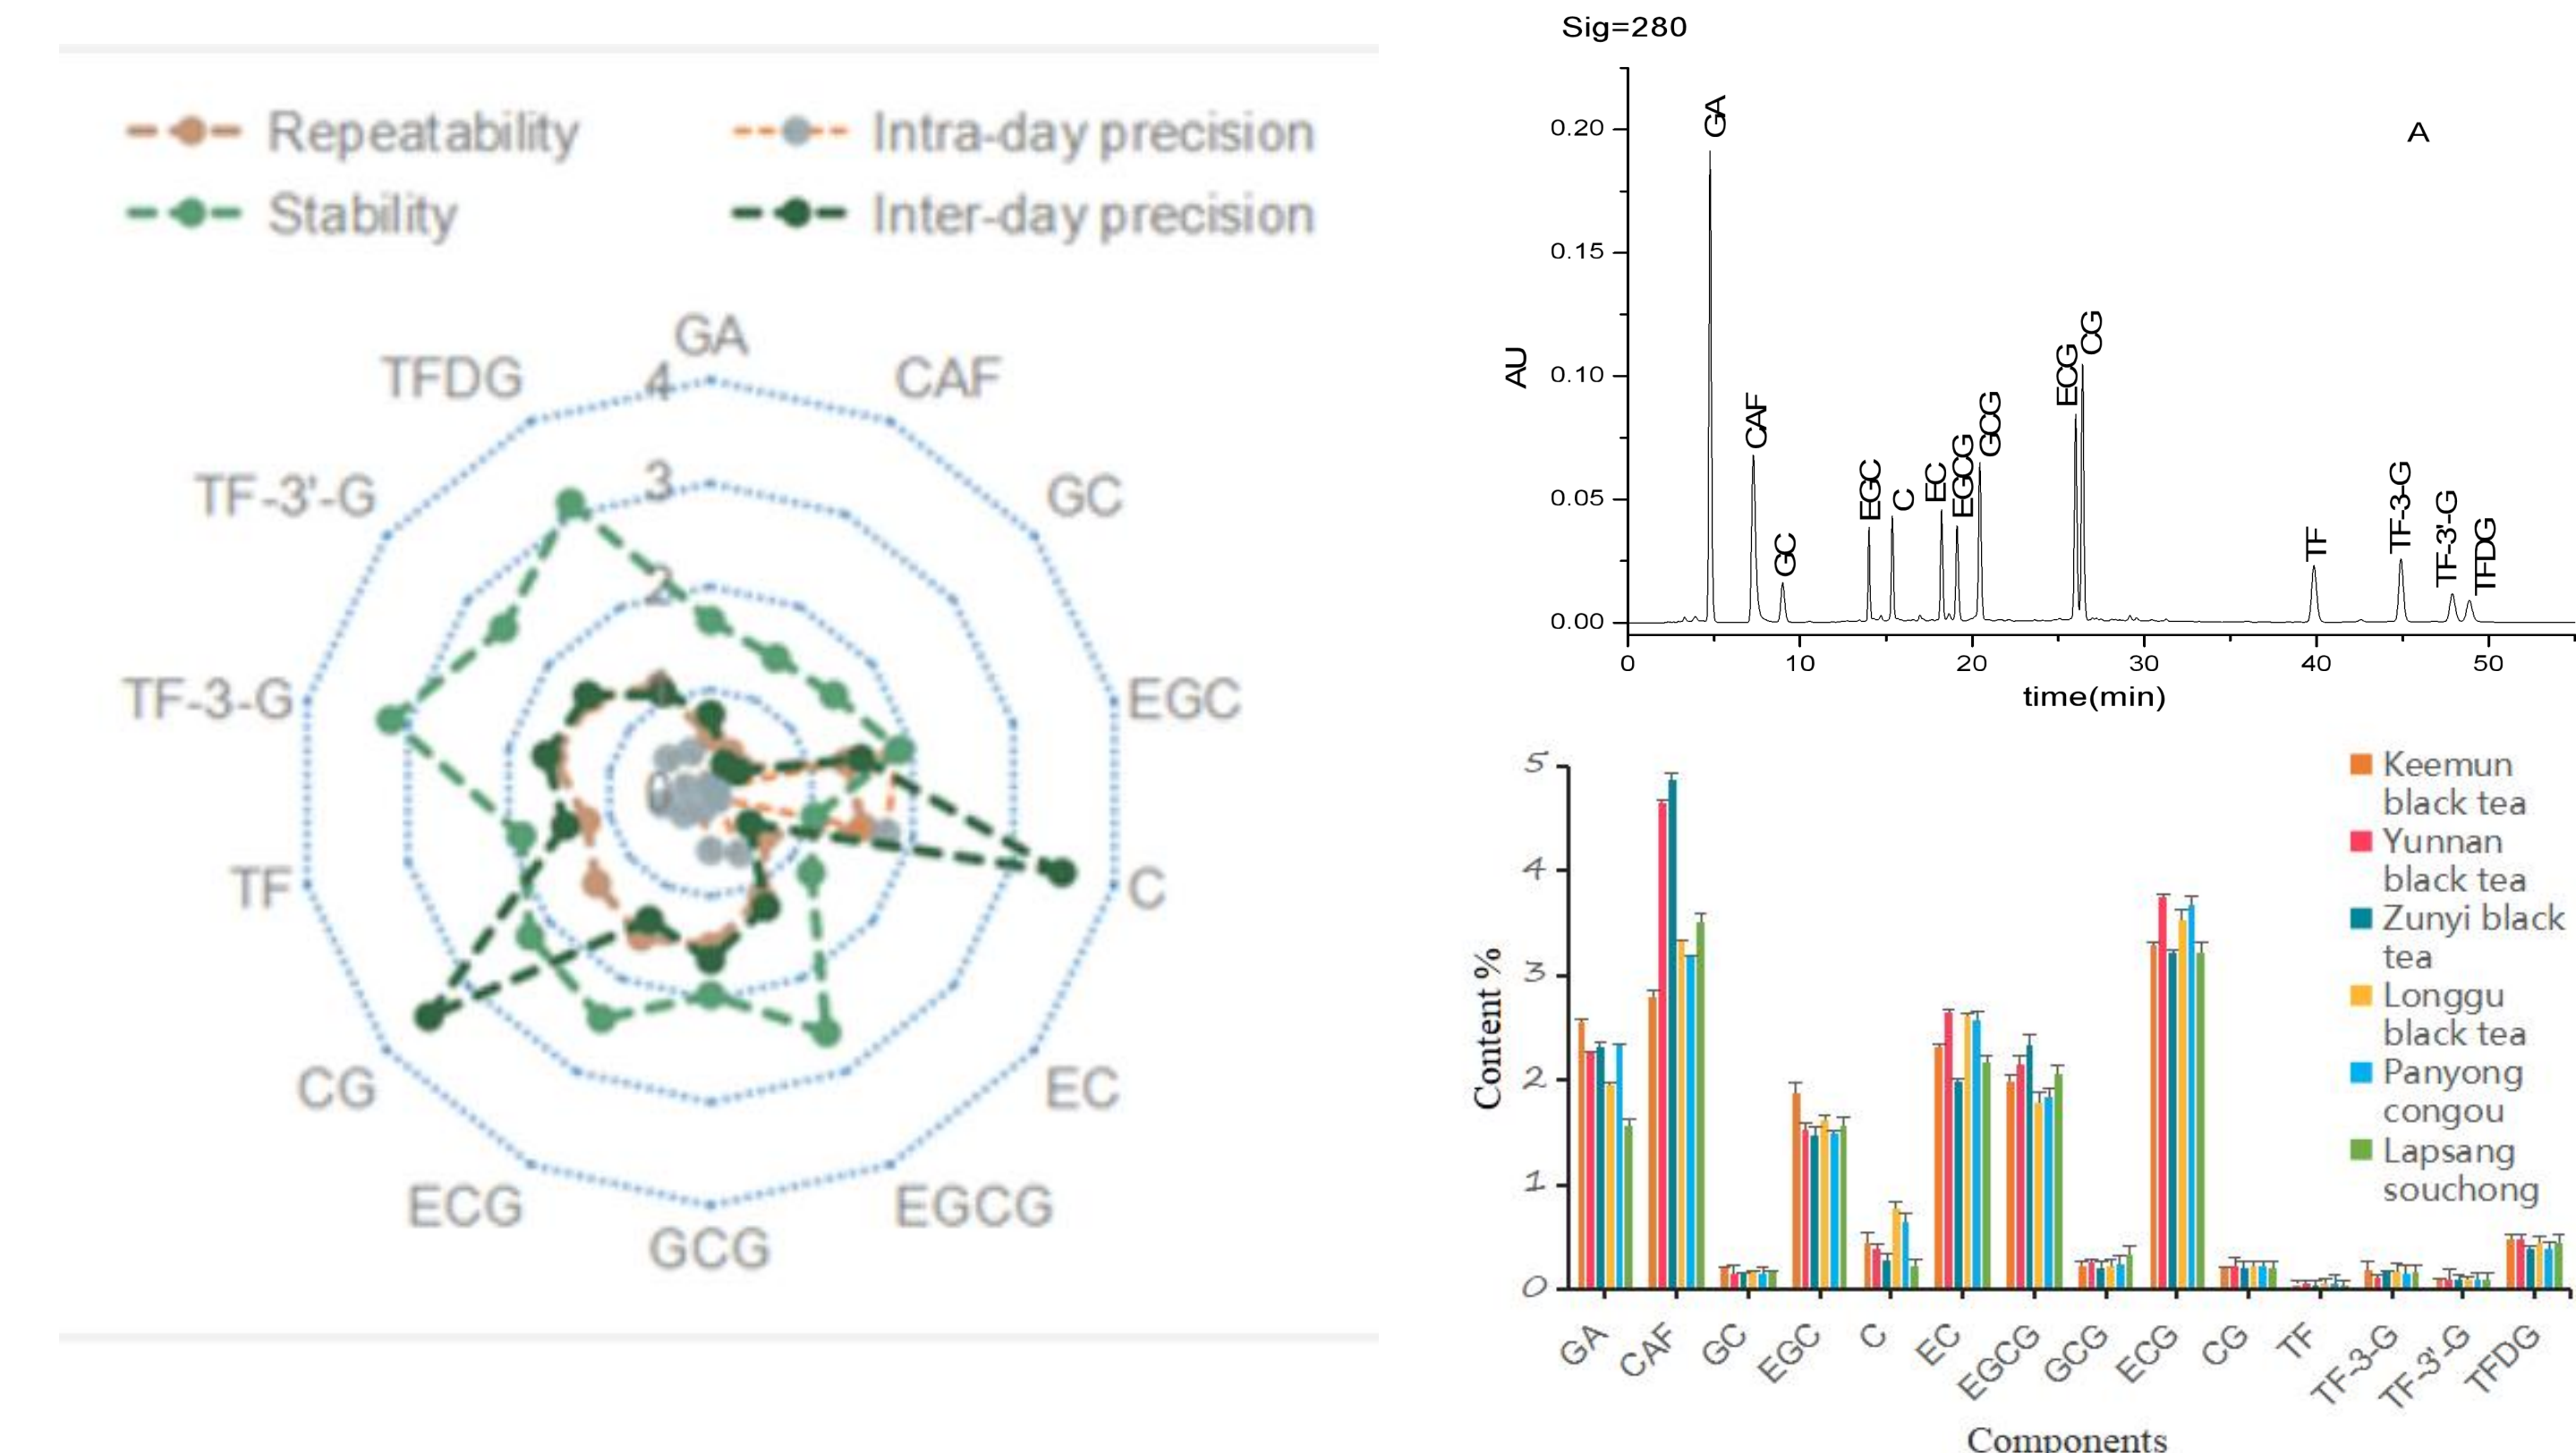 Repeatability
Intra-day precision
Stability
Inter-day precision
GA
CAF
GC
EGC
C
EC
EGCG
GCG
ECG
CG
TF
TF-3-G
TF-3'-G
TFDG
4
3
2
1
0
Sig=280
A
AU
0.20
0.15
0.10
0.05
0.00
GA
CAF
GC
EGC
C
EC
EGCG
GCG
ECG
CG
TF
TF-3-G
TF-3'-G
TFDG
0 10 20 30 40 50
time(min)
Content %
5
4
3
2
1
0
Keemun
black tea
Yunnan
black tea
Zunyi black
tea
Longgu
black tea
Panyong
congou
Lapsang
souchong
GA CAF GC EGC C EC EGCG GCG ECG CG TF TF-3-G TF-3'-G TFDG
Components